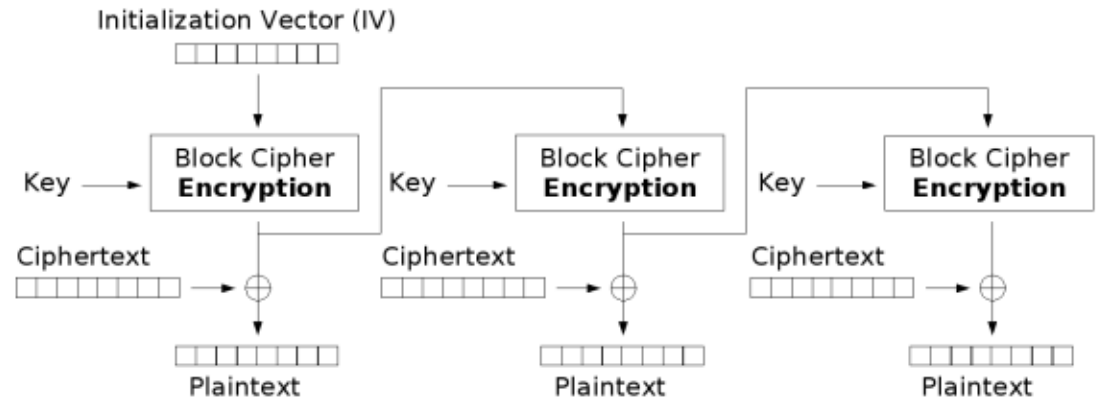 Initialization Vector (IV)
Key
Block Cipher
Encryption
Key
Block Cipher
Encryption
Key
Block Cipher
Encryption
Ciphertext
Ciphertext
Ciphertext
Plaintext
Plaintext
Plaintext